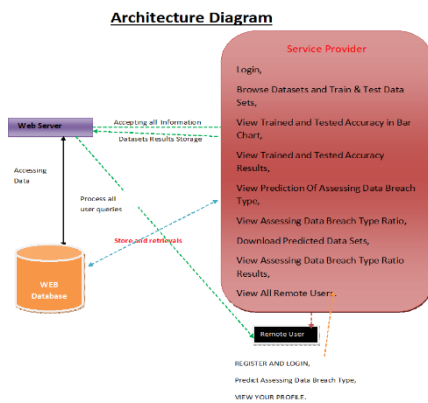 Architecture Diagram
Service Provider
Login,
Browse Datasets and Train & Test Data
Sets,
View Trained and Tested Accuracy in Bar
Chart,
View Trained and Tested Accuracy
Results,
View Prediction Of Assessing Data Breach
Type,
View Assessing Data Breach Type Ratio,
Download Predicted Data Sets,
View Assessing Data Breach Type Ratio
Results,
View All Remote Users.
Web Server
Accepting all Information
Datasets Results Storage
Accessing
Data
Process all
user queries
Store and retrievals
WEB
Database
Remote User
REGISTER AND LOGIN,
Predict Assessing Data Breach Type,
VIEW YOUR PROFILE.